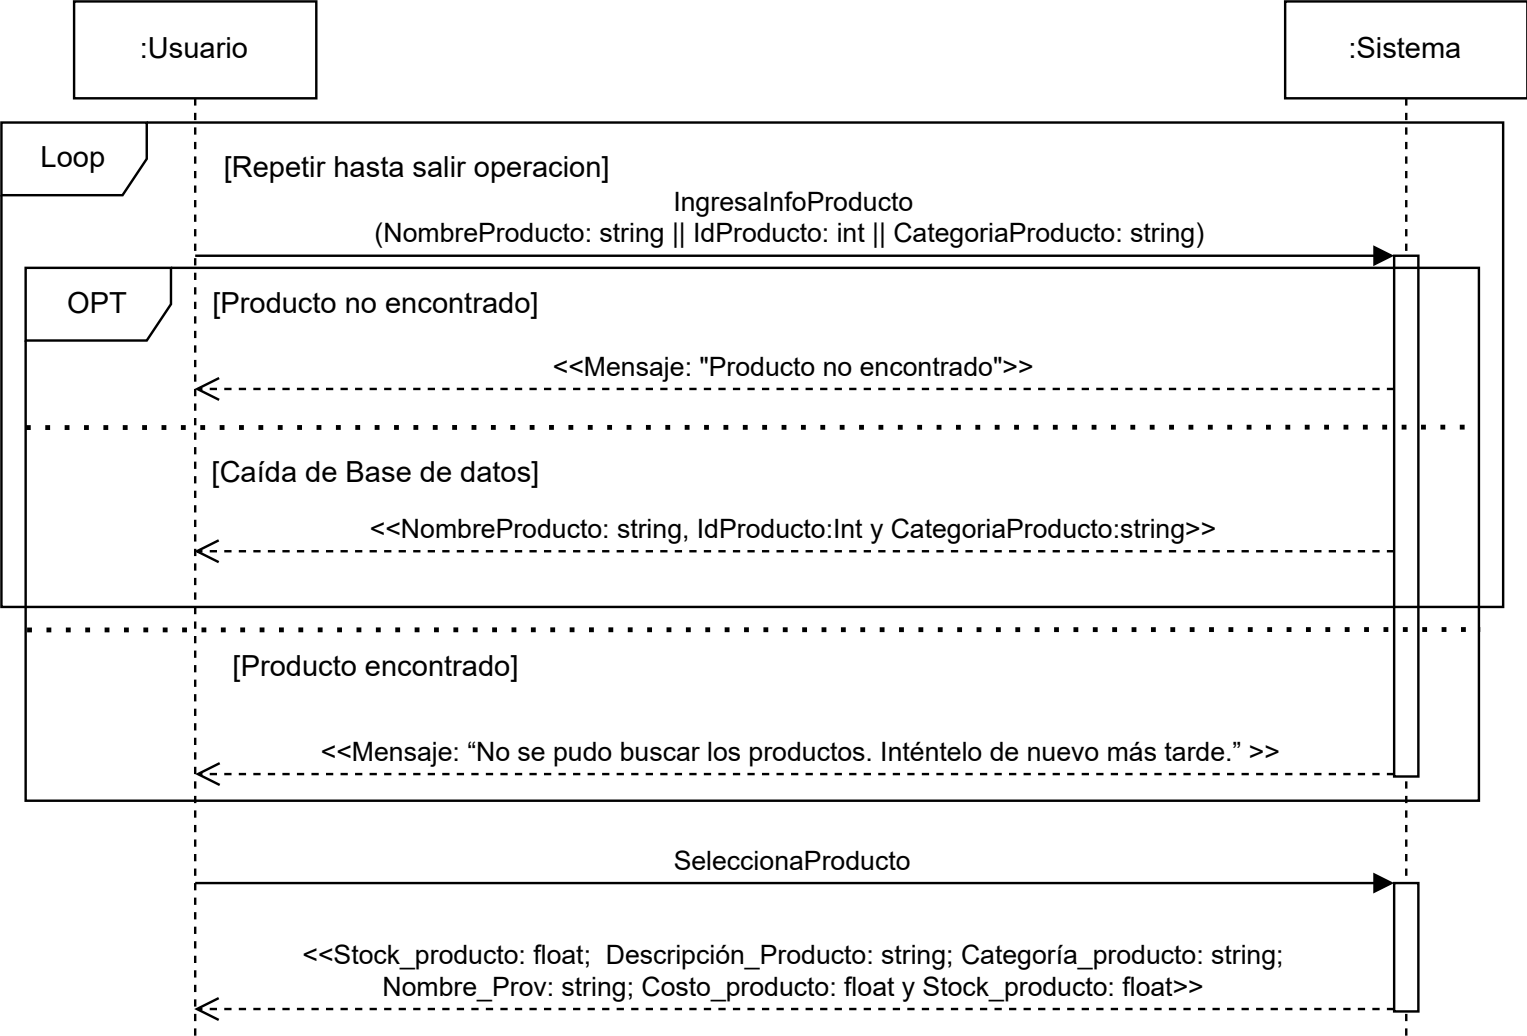 :Usuario
:Sistema
Loop
[Repetir hasta salir operacion]
IngresaInfoProducto
(NombreProducto: string || IdProducto: int || CategoriaProducto: string)
OPT
[Producto no encontrado]
<<Mensaje: "Producto no encontrado">>
[Caída de Base de datos]
<<NombreProducto: string, IdProducto:Int y CategoriaProducto:string>>
[Producto encontrado]
<<Mensaje: “No se pudo buscar los productos. Inténtelo de nuevo más tarde.” >>
SeleccionaProducto
<<Stock_producto: float;  Descripción_Producto: string; Categoría_producto: string;
Nombre_Prov: string; Costo_producto: float y Stock_producto: float>>